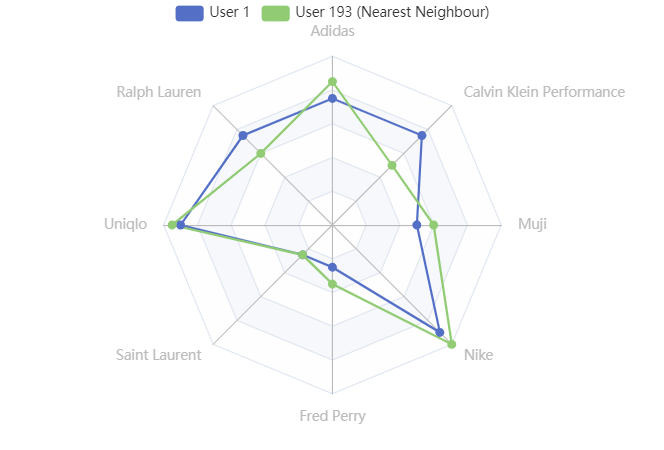 User 1 User 193 (Nearest Neighbour)
Adidas
Ralph Lauren Calvin Klein Performance
Uniqlo Muji
Saint Laurent Nike
Fred Perry